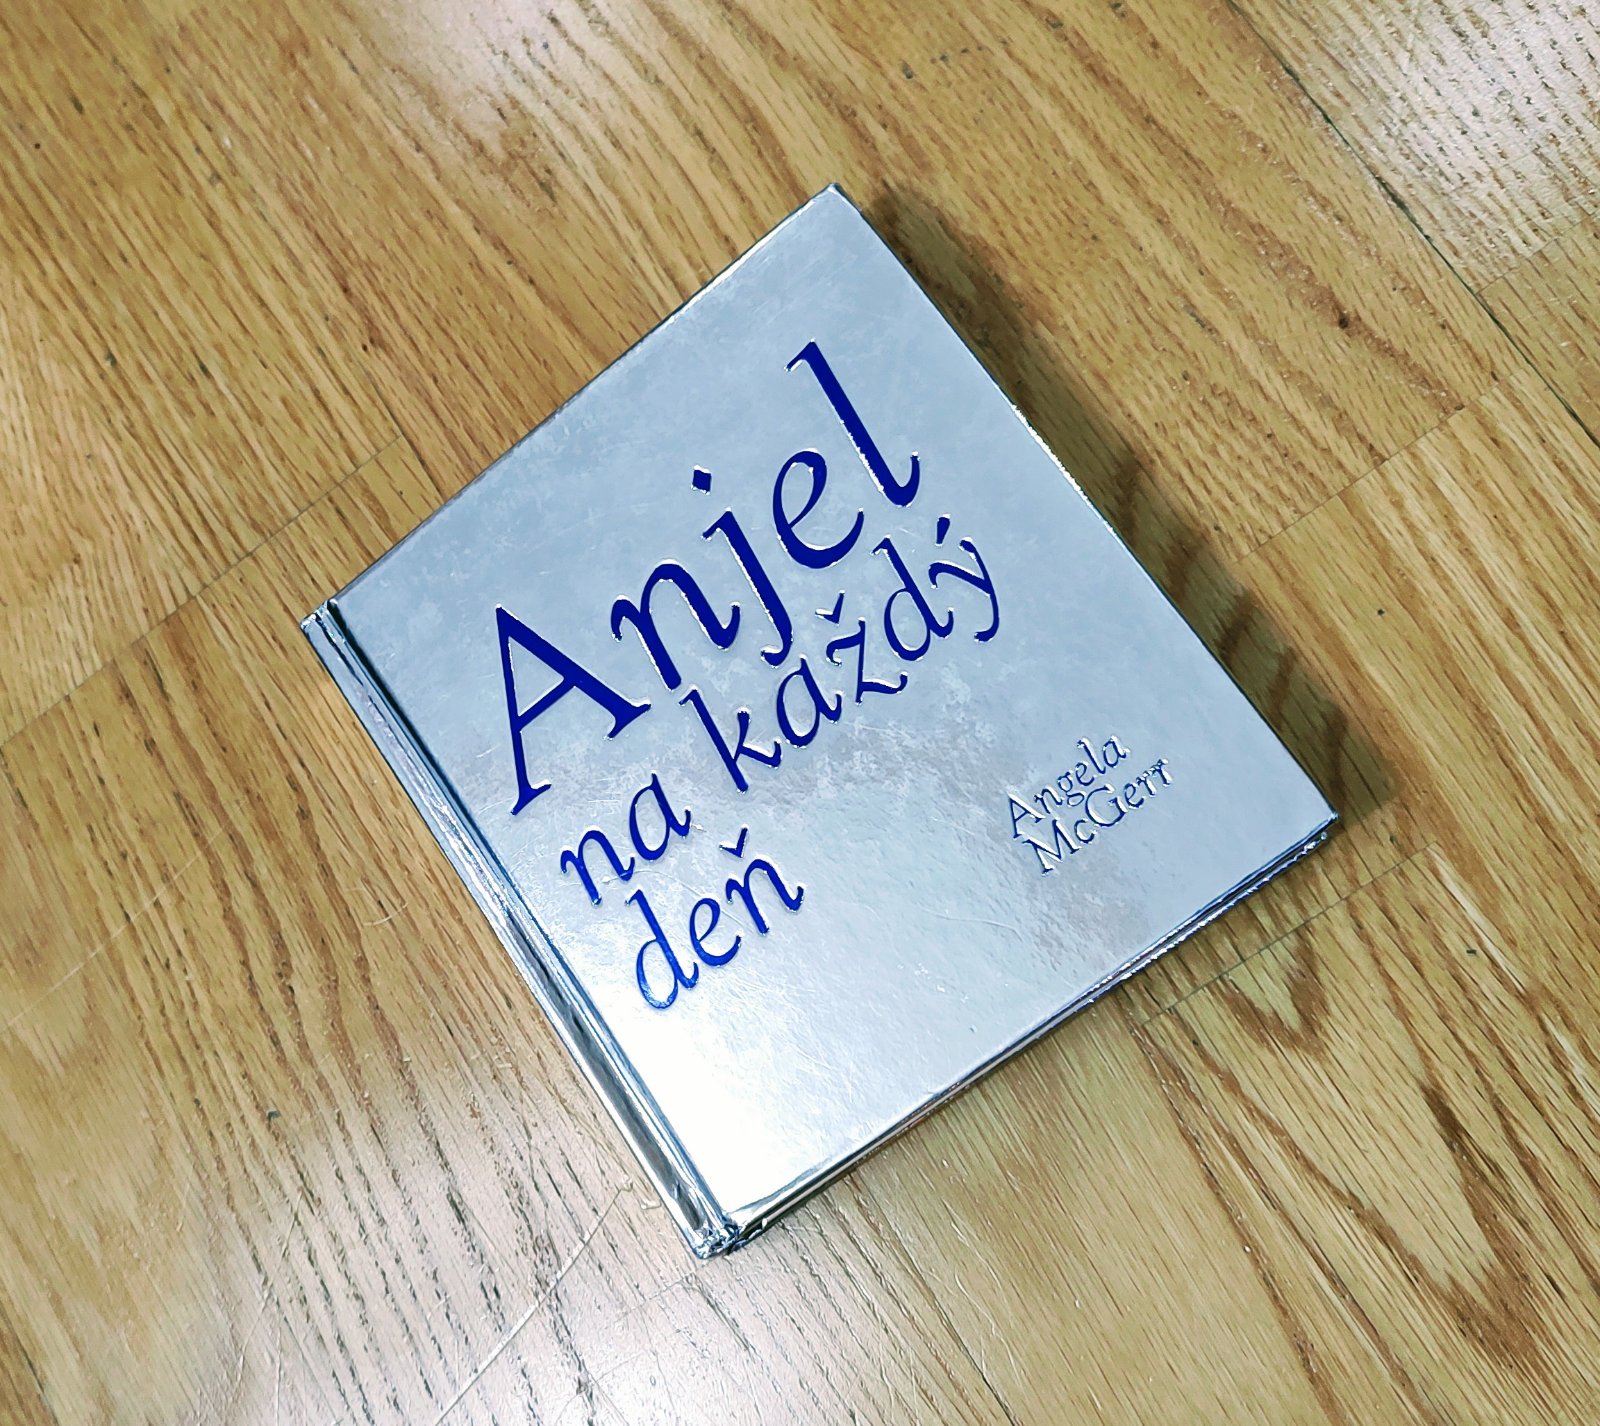 Anjel
na každý
deň
Angela
McGerr